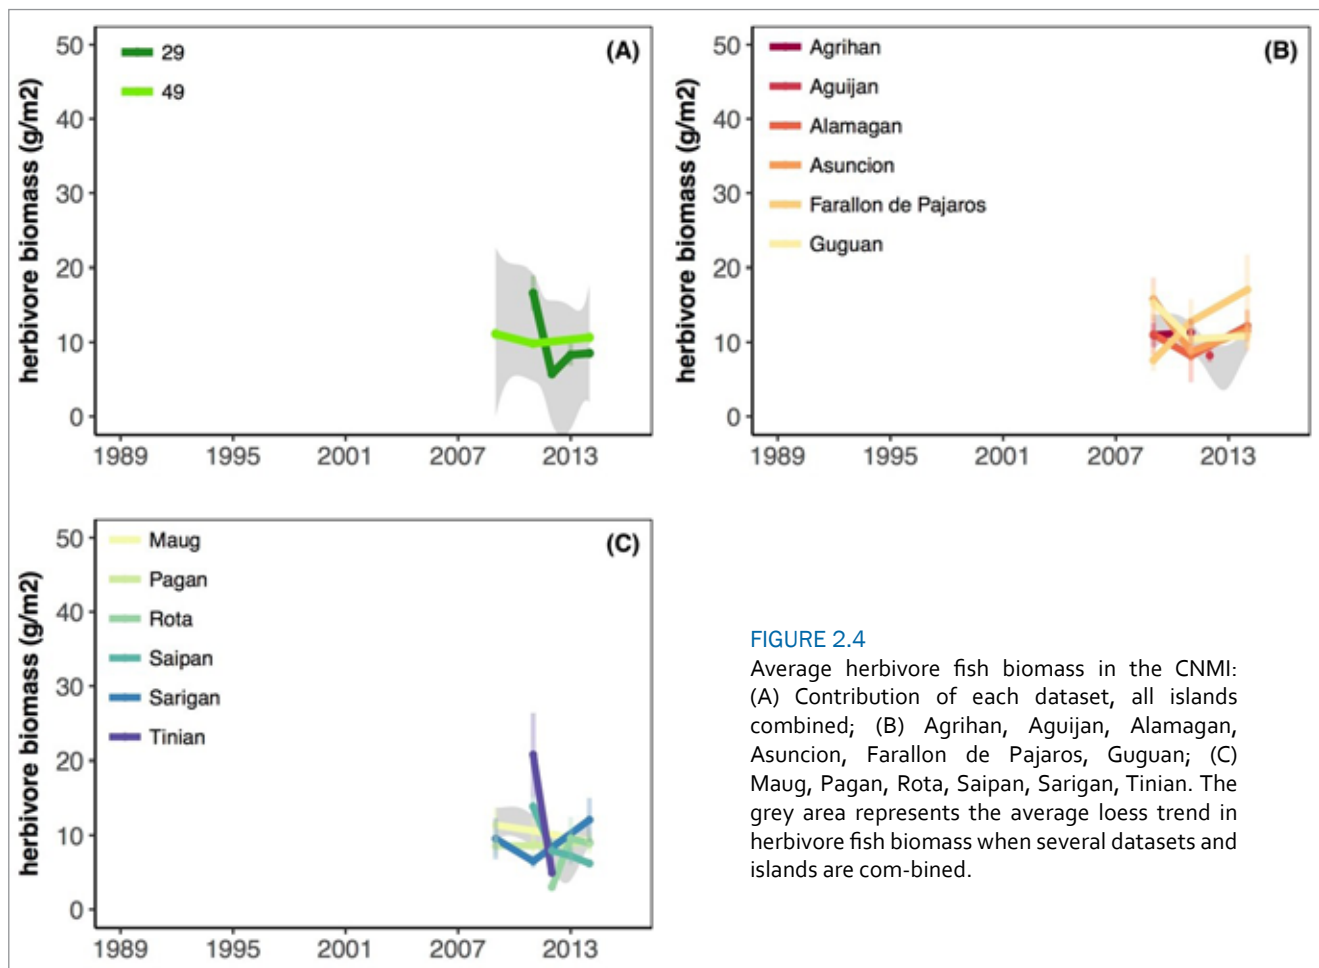 herbivore biomass (g/m2)
50
40
30
20
10
0
29
49
(A)
1989 1995 2001 2007 2013
herbivore biomass (g/m2)
50
40
30
20
10
0
Agrihan
Aguijan
Alamagan
Asuncion
Farallon de Pajaros
Guguan
(B)
1989 1995 2001 2007 2013
herbivore biomass (g/m2)
50
40
30
20
10
0
Maug
Pagan
Rota
Saipan
Sarigan
Tinian
(C)
1989 1995 2001 2007 2013
FIGURE 2.4
Average herbivore fish biomass in the CNMI:
(A) Contribution of each dataset, all islands
combined; (B) Agrihan, Aguijan, Alamagan,
Asuncion, Farallon de Pajaros, Guguan; (C)
Maug, Pagan, Rota, Saipan, Sarigan, Tinian. The
grey area represents the average loess trend in
herbivore fish biomass when several datasets and
islands are com-bined.